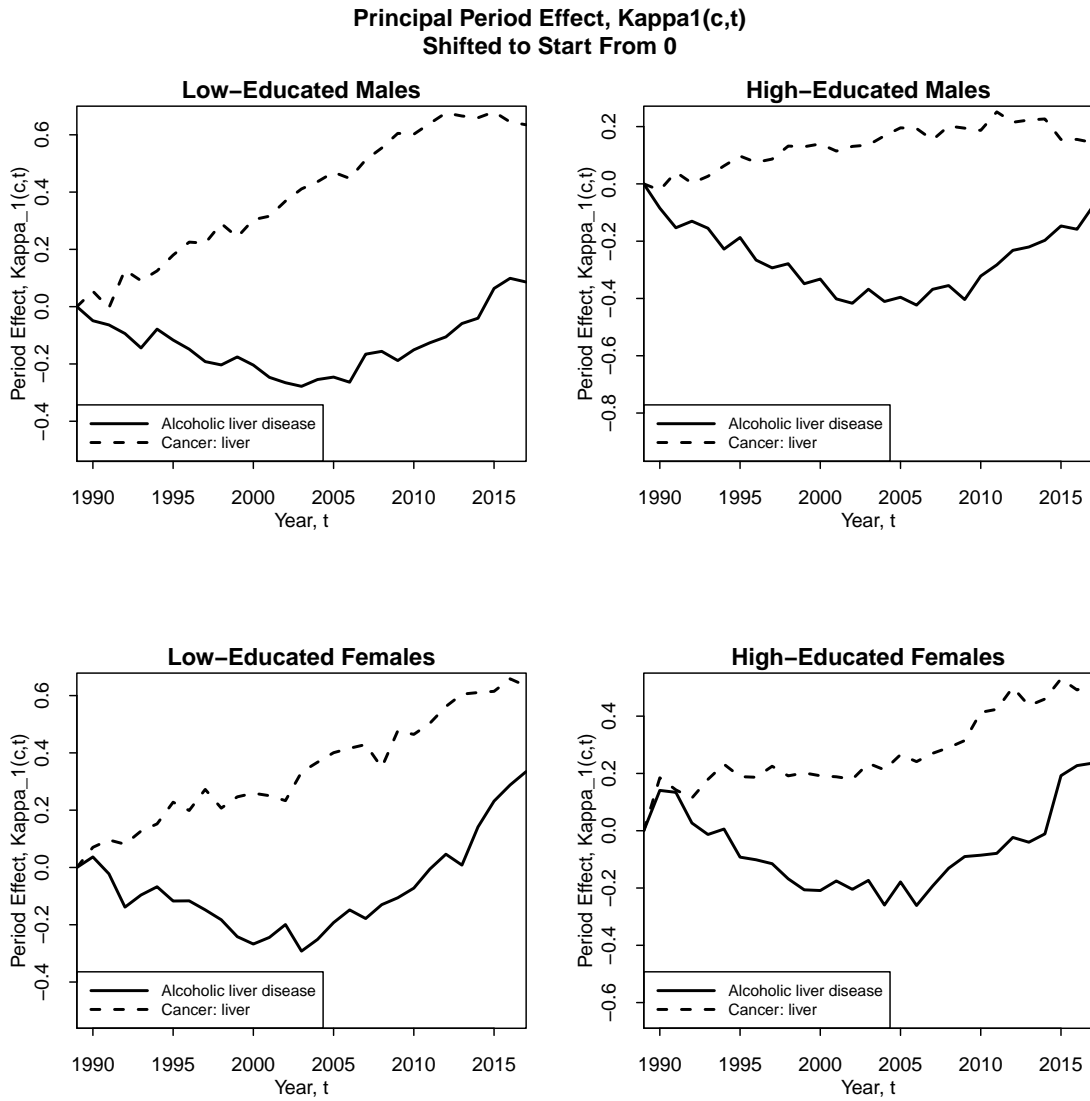 Principal Period Effect, Kappa1(c,t)
Shifted to Start From 0
Low−Educated Males
Period Effect, Kappa_1(c,t)
0.6
0.4
0.2
0.0
−0.2
−0.4
Alcoholic liver disease
Cancer: liver
1990 1995 2000 2005 2010 2015
Year, t
High−Educated Males
Period Effect, Kappa_1(c,t)
0.2
0.0
−0.2
−0.4
−0.6
−0.8
Alcoholic liver disease
Cancer: liver
1990 1995 2000 2005 2010 2015
Year, t
Low−Educated Females
Period Effect, Kappa_1(c,t)
0.6
0.4
0.2
0.0
−0.2
−0.4
Alcoholic liver disease
Cancer: liver
1990 1995 2000 2005 2010 2015
Year, t
High−Educated Females
Period Effect, Kappa_1(c,t)
0.4
0.2
0.0
−0.2
−0.4
−0.6
Alcoholic liver disease
Cancer: liver
1990 1995 2000 2005 2010 2015
Year, t